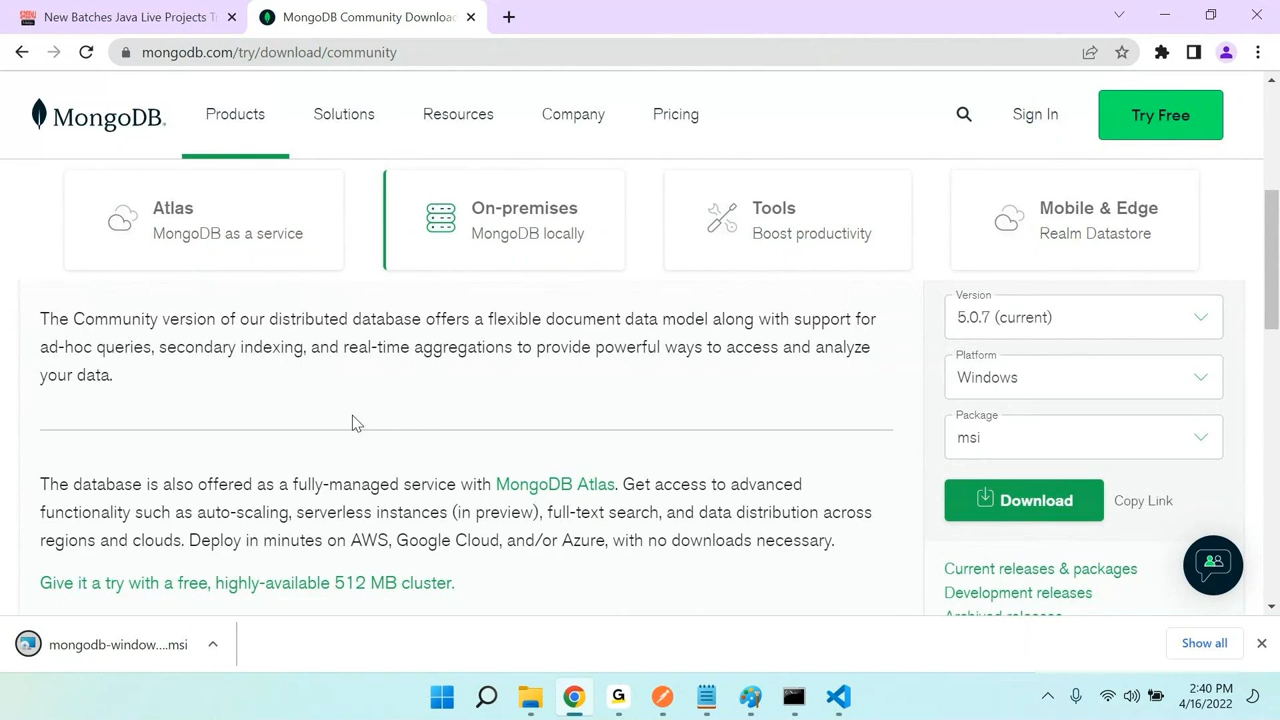 New Batches Java Live Projects T
MongoDB Community Download
mongodb.com/try/download/community
MongoDB.
Products
Solutions
Resources
Company
Pricing
Sign In
Try Free
Atlas
MongoDB as a service
On-premises
MongoDB locally
Tools
Boost productivity
Mobile & Edge
Realm Datastore
The Community version of our distributed database offers a flexible document data model along with support for
ad-hoc queries, secondary indexing, and real-time aggregations to provide powerful ways to access and analyze
your data.
The database is also offered as a fully-managed service with MongoDB Atlas. Get access to advanced
functionality such as auto-scaling, serverless instances (in preview), full-text search, and data distribution across
regions and clouds. Deploy in minutes on AWS, Google Cloud, and/or Azure, with no downloads necessary.
Give it a try with a free, highly-available 512 MB cluster.
Version
5.0.7 (current)
Platform
Windows
Package
msi
Download
Copy Link
Current releases & packages
Development releases
Archived releases
mongodb-window....msi
Show all
G
2:40 PM
4/16/2022